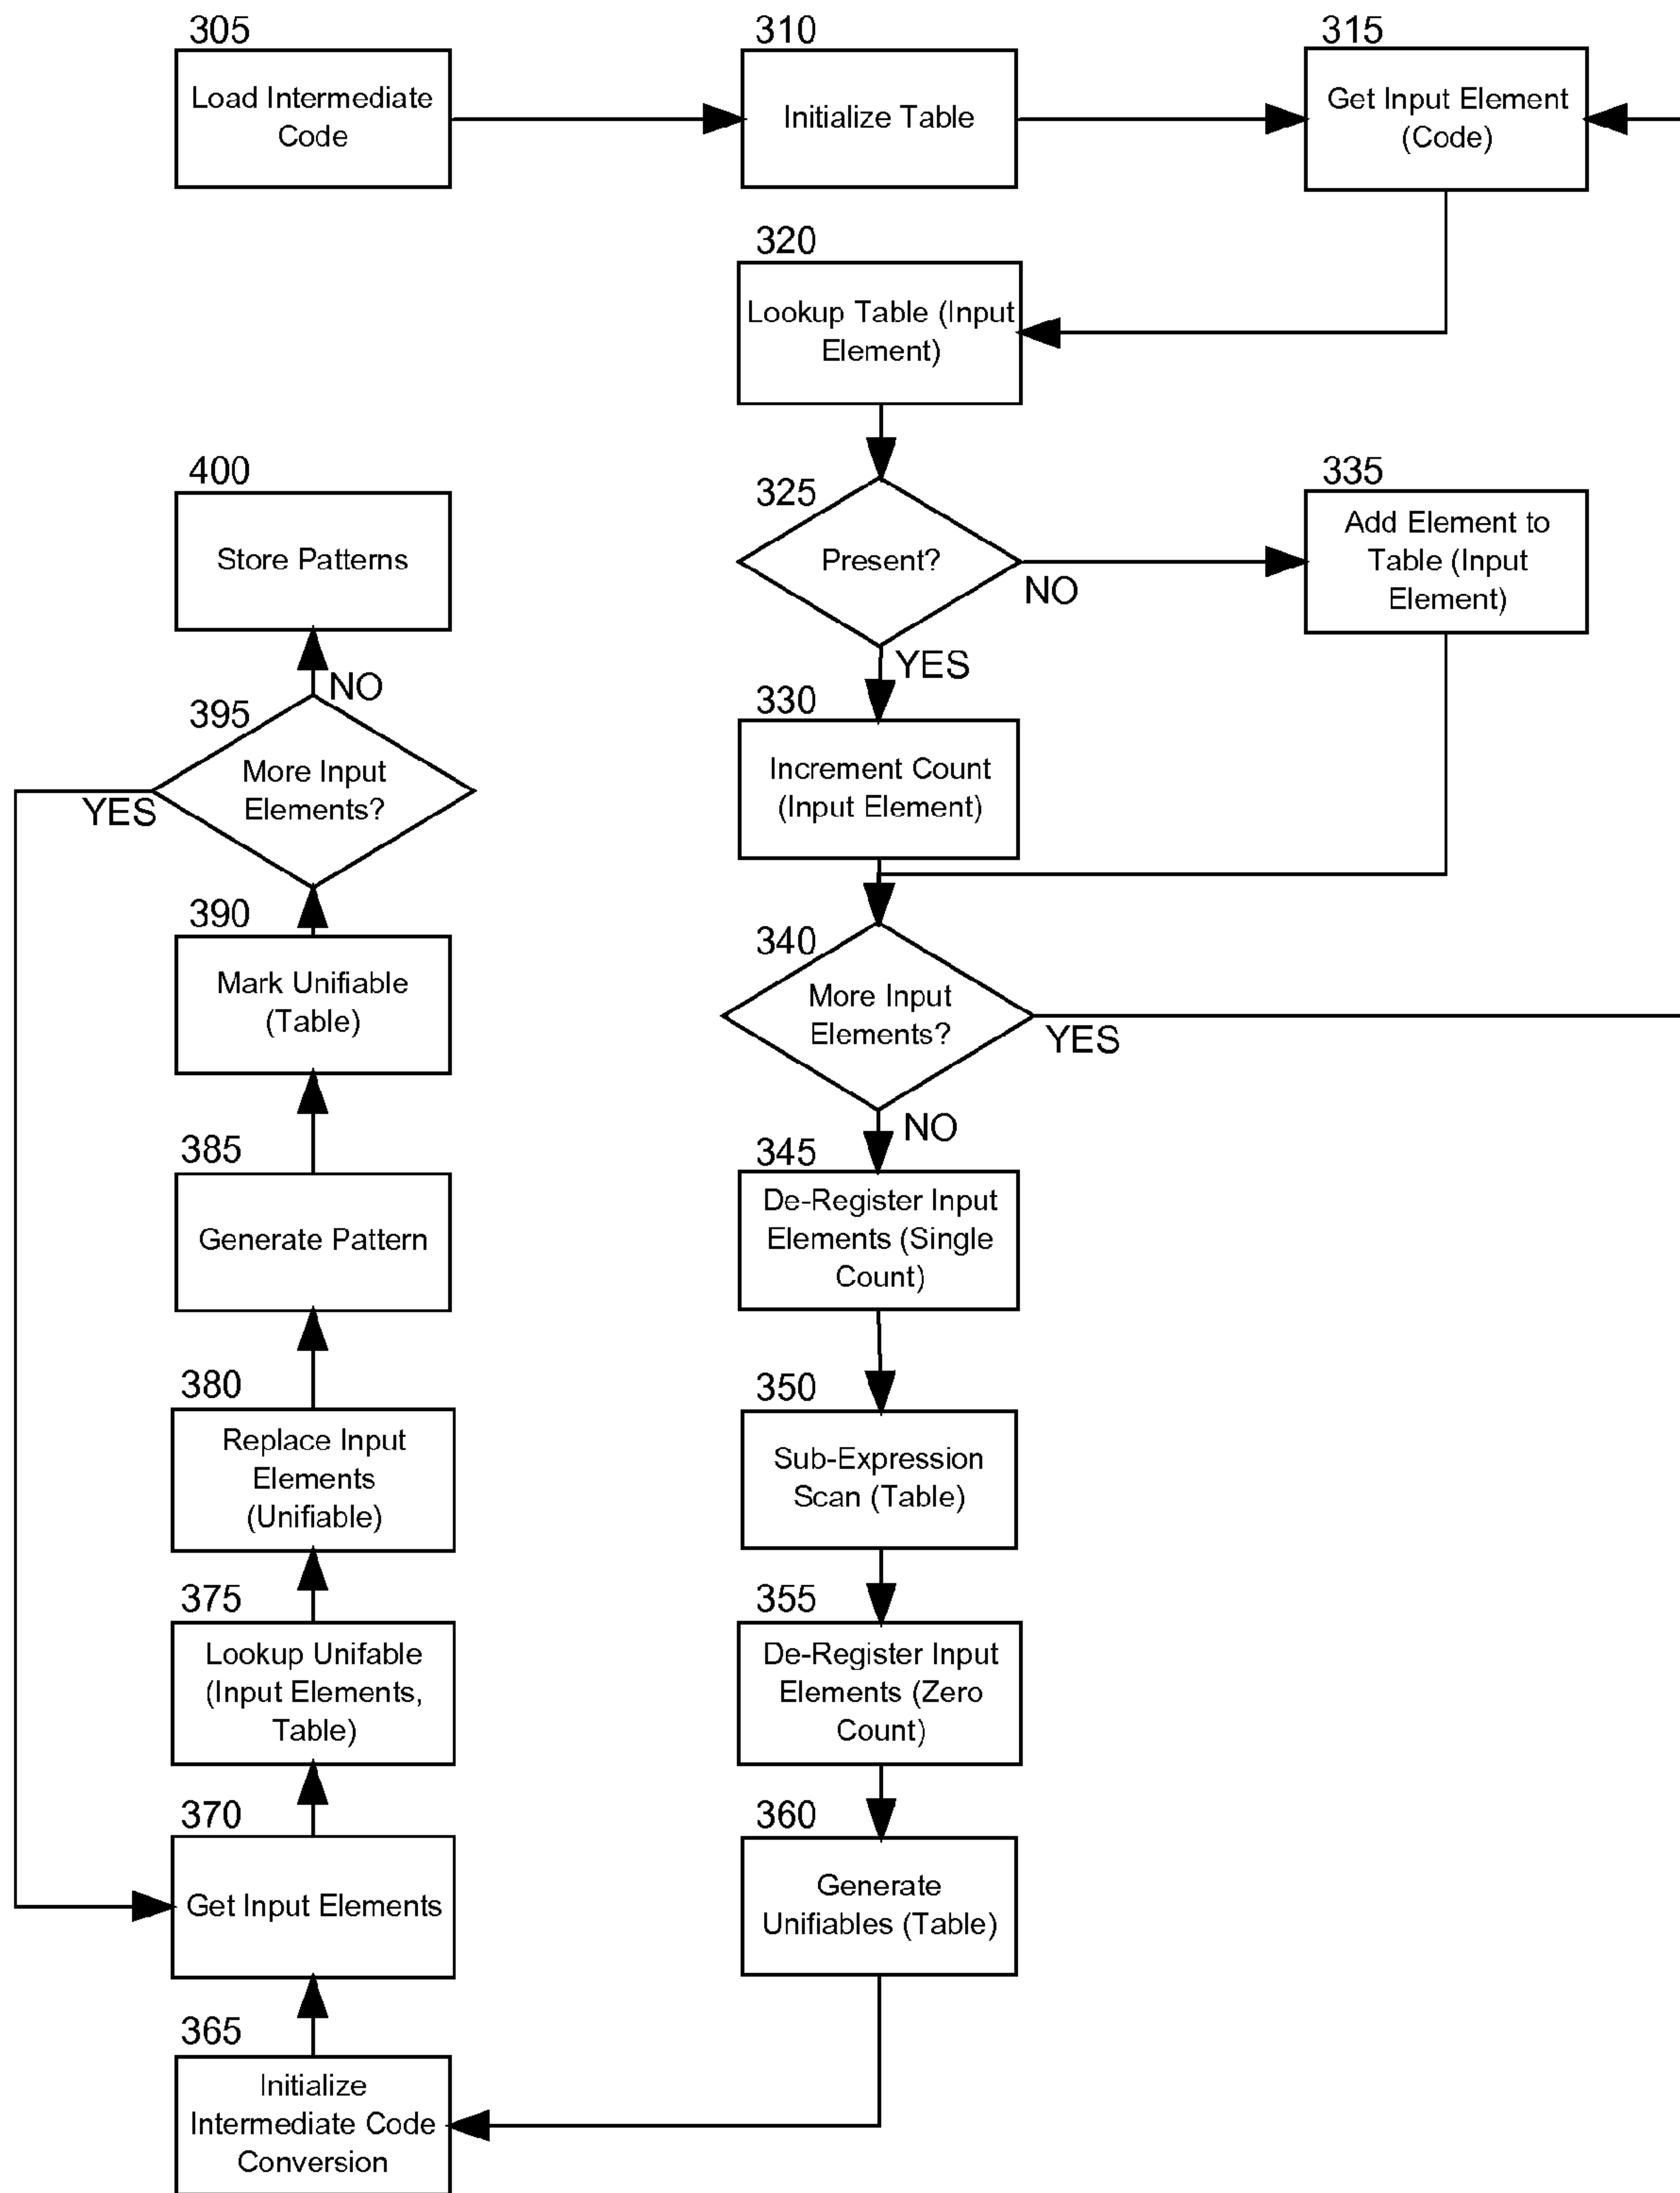 305
Load Intermediate
Code
310
Initialize Table
315
Get Input Element
(Code)
320
Lookup Table (Input
Element)
325
Present?
NO
YES
335
Add Element to
Table (Input
Element)
330
Increment Count
(Input Element)
340
More Input
Elements?
YES
NO
345
De-Register Input
Elements (Single
Count)
350
Sub-Expression
Scan (Table)
355
De-Register Input
Elements (Zero
Count)
360
Generate
Unifiables (Table)
365
Initialize
Intermediate Code
Conversion
370
Get Input Elements
375
Lookup Unifable
(Input Elements,
Table)
380
Replace Input
Elements
(Unifiable)
385
Generate Pattern
390
Mark Unifiable
(Table)
395
More Input
Elements?
YES
NO
400
Store Patterns